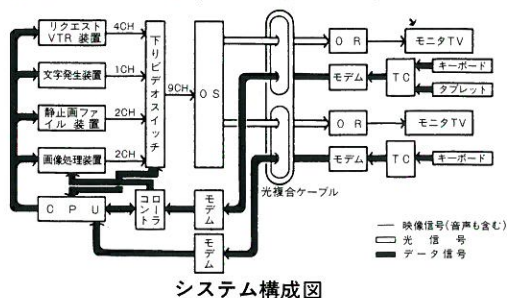 リクエスト
VTR 装置
4CH
文字発生装置
1CH
静止画ファイル 装置
2CH
画像処理装置
2CH
下りビデオスイッチ
9CH
OS
OR
モニタTV
モデム
TC
キーボード
タブレット
OR
モニタTV
モデム
TC
キーボード
光複合ケーブル
CPU
コントローラ
モデム
モデム
映像信号(音声も含む)
光信号
データ信号
システム構成図